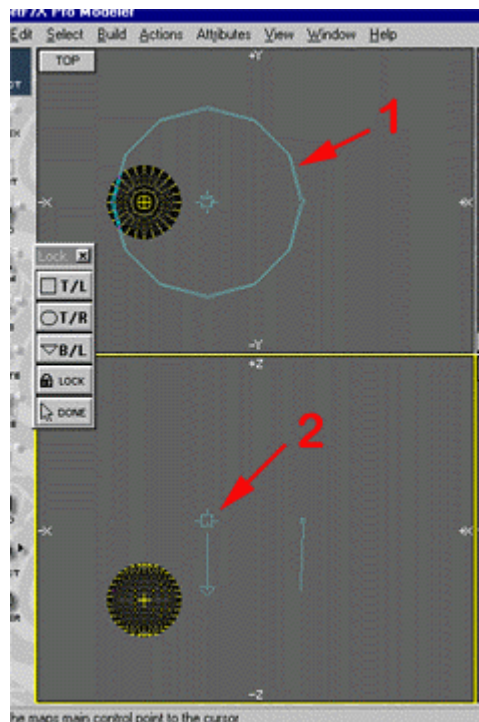 7X Pro Modeler
Edit Select Build Actions Attributes View Window Help
TOP
+Y
1
-X
+X
Lock
T/L
T/R
B/L
LOCK
DONE
-Y
+Z
2
-X
+X
-Z
he maps main control point to the cursor